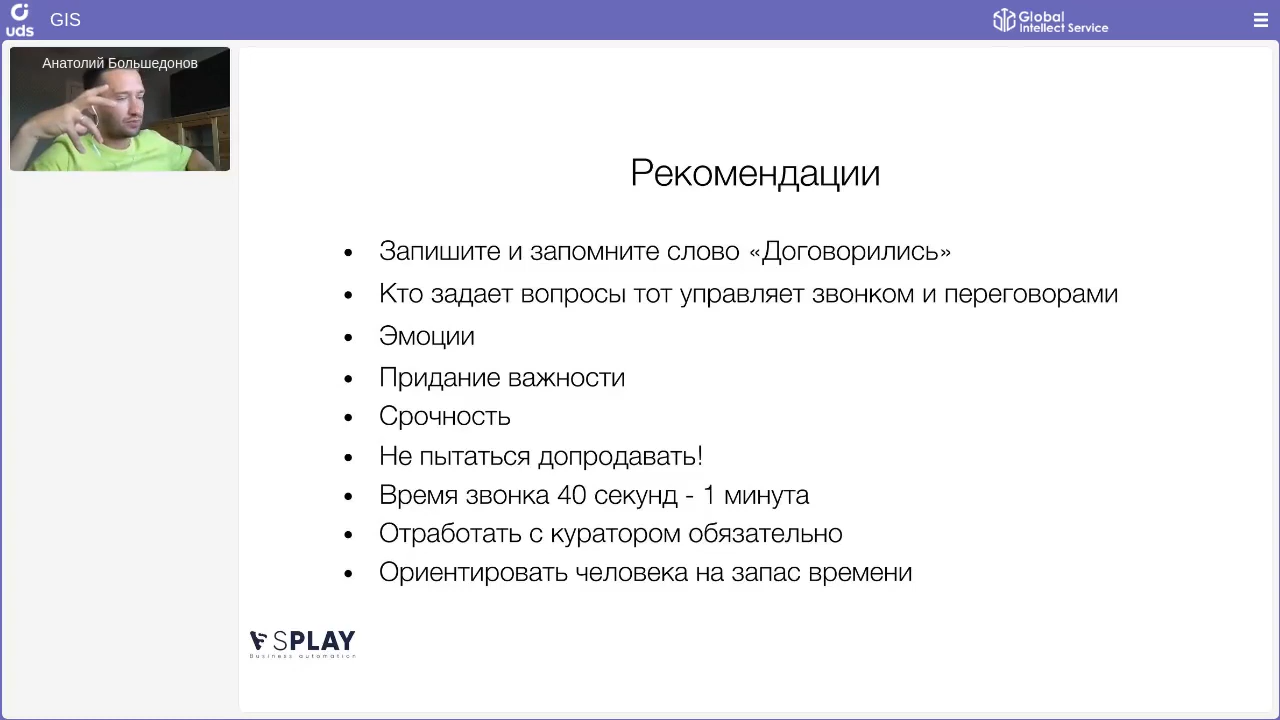 uds
GIS
Global
Intellect Service
Анатолий Большедонов
Рекомендации
• Запишите и запомните слово «Договорились»
• Кто задает вопросы тот управляет звонком и переговорами
• Эмоции
• Придание важности
• Срочность
• Не пытаться допродавать!
• Время звонка 40 секунд - 1 минута
• Отработать с куратором обязательно
• Ориентировать человека на запас времени
SPLAY
Business automation